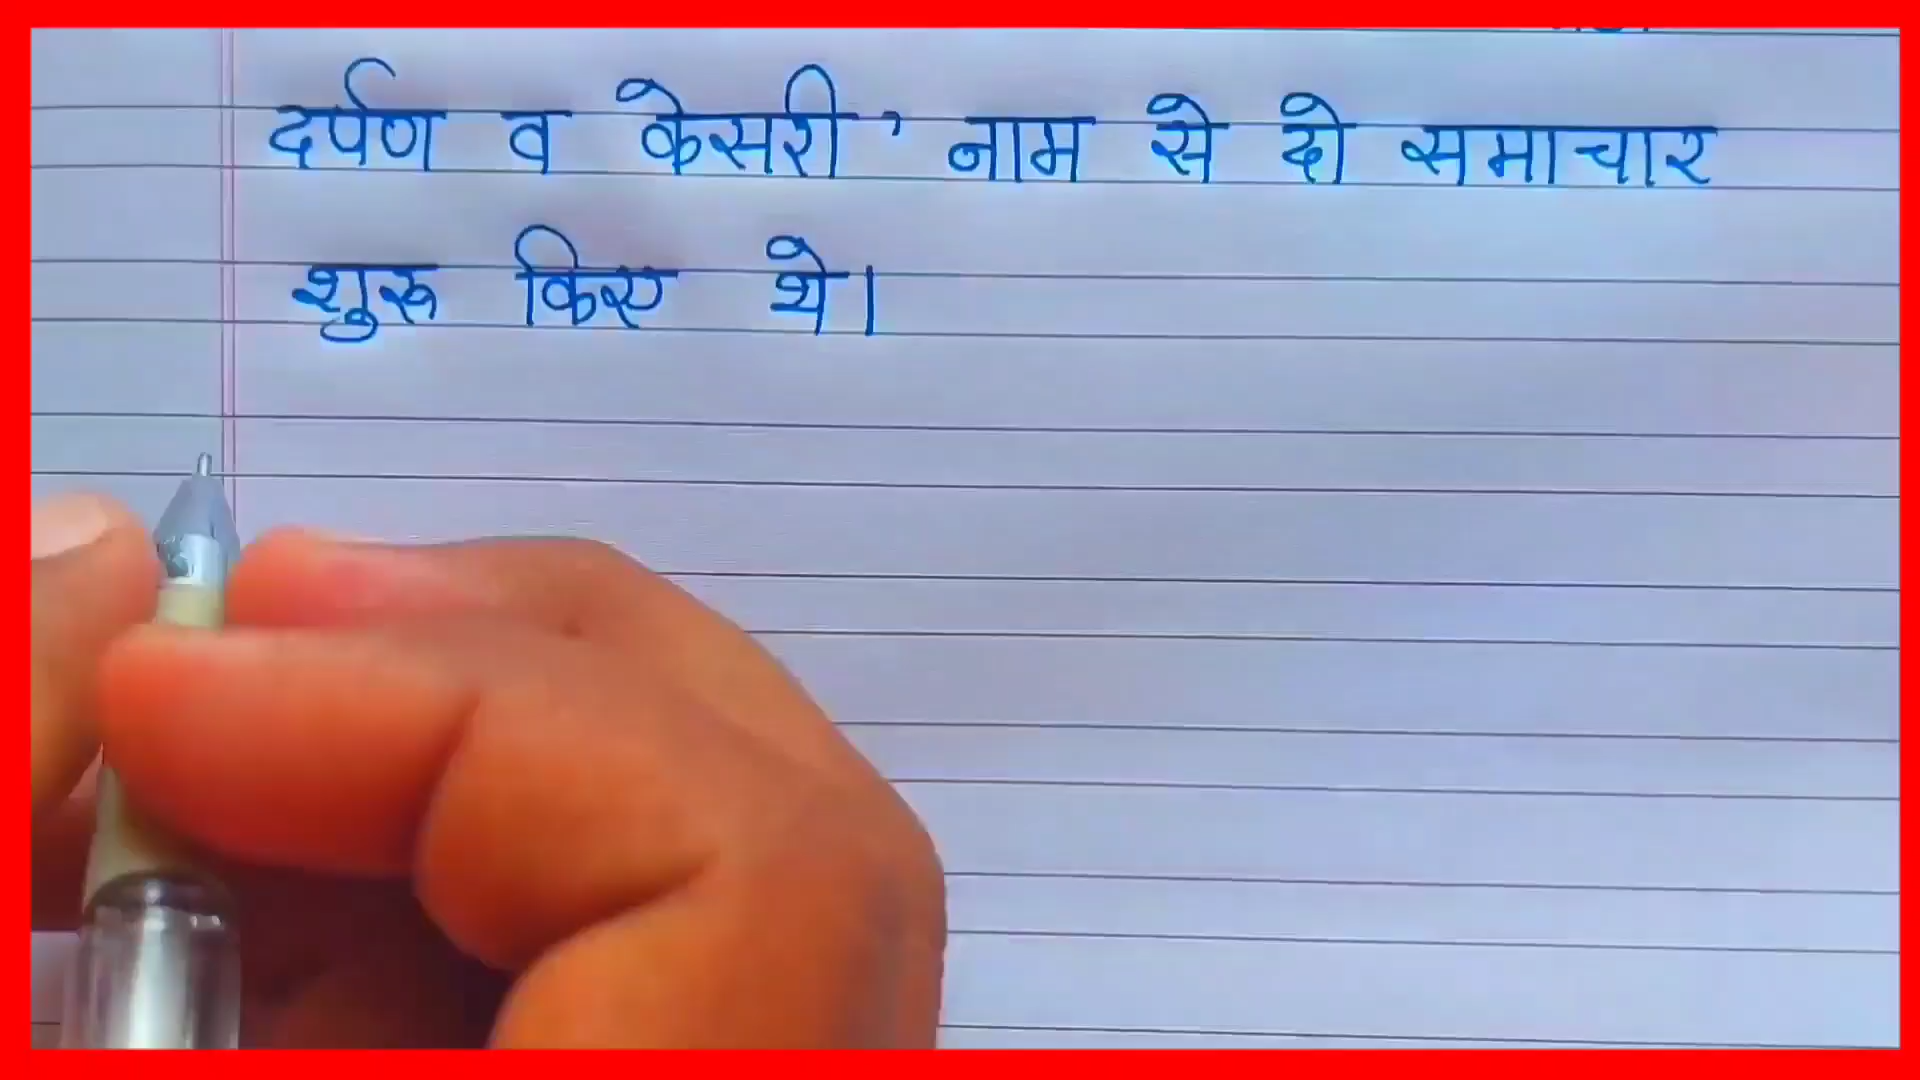 दर्पण व केसरी’ नाम से दो समाचार
शुरू किए थे।